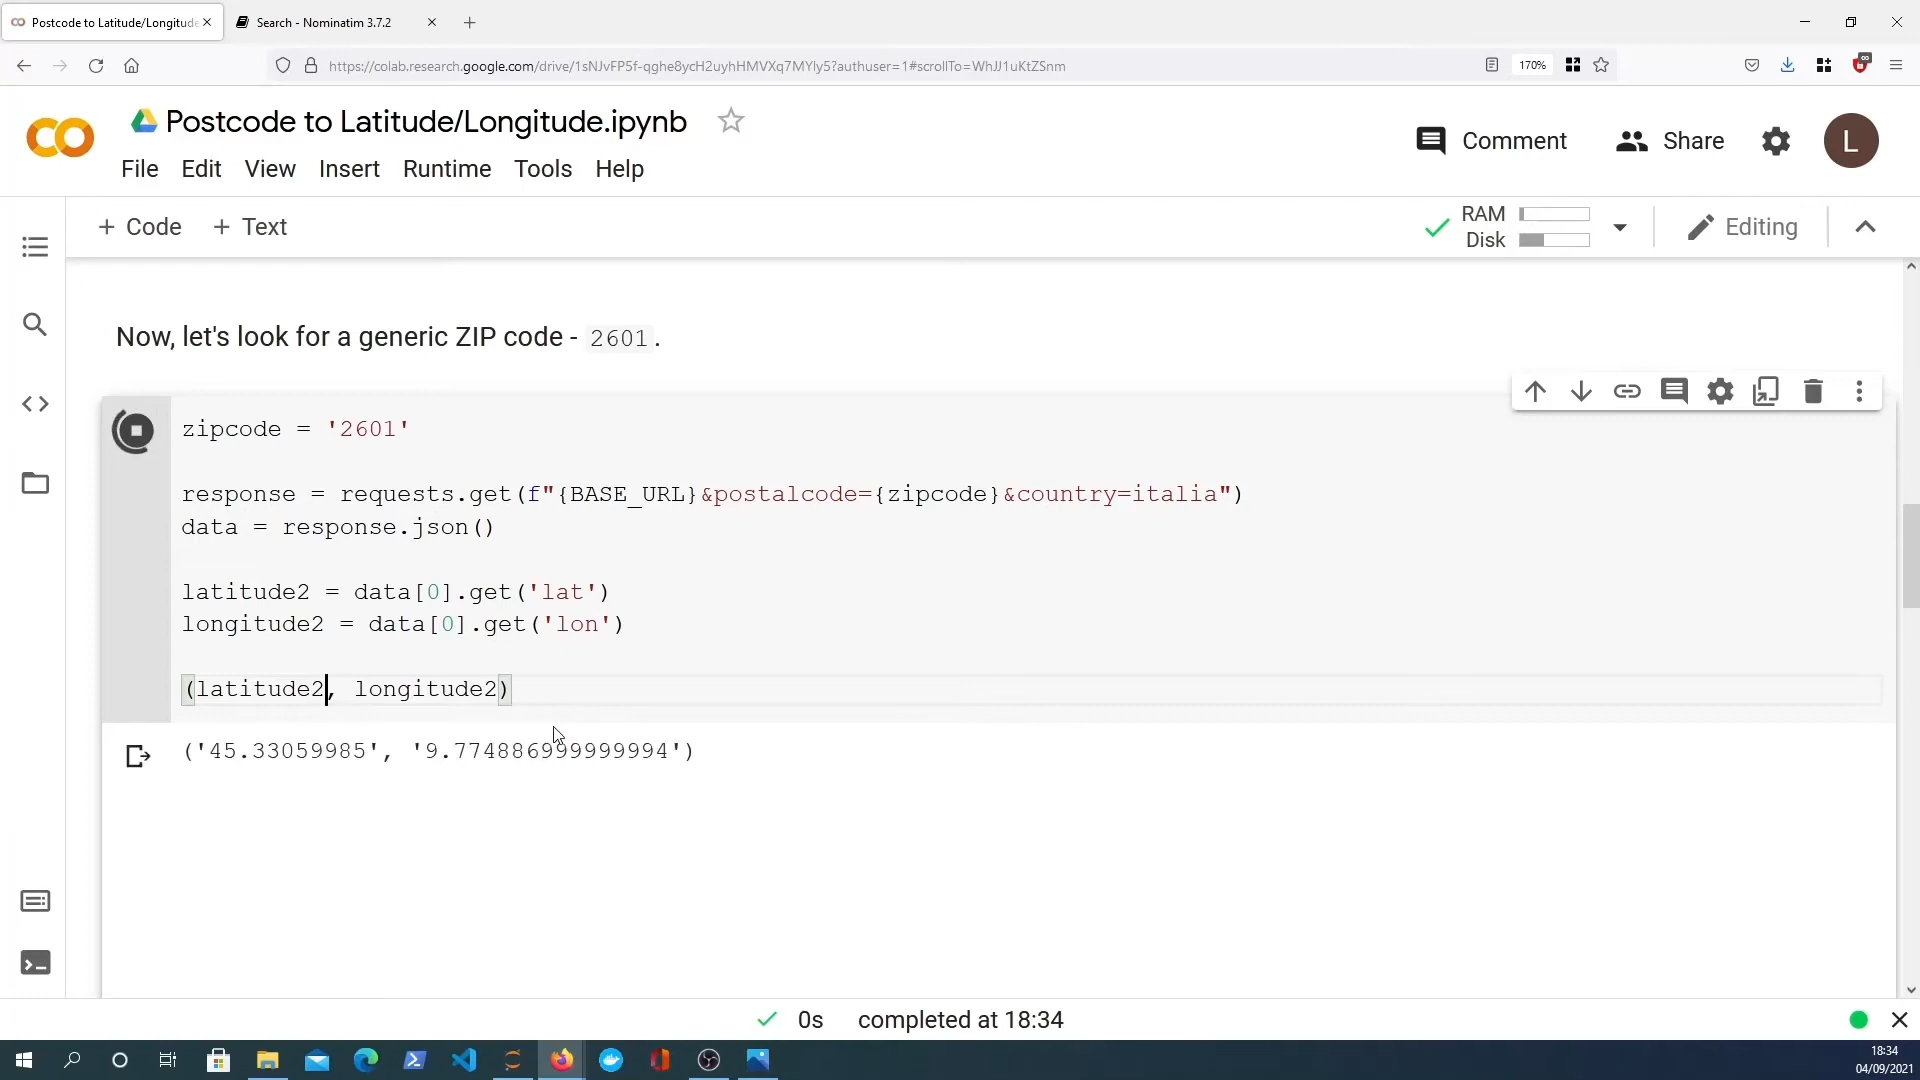 Postcode to Latitude/Longitude
Search - Nominatim 3.7.2
https://colab.research.google.com/drive/1sNJvFP5f-qghe8ycH2uyhHMVXq7MYly5?authuser=1#scrollTo=WhJJ1uKtZSnm
170%
Postcode to Latitude/Longitude.ipynb
Comment
Share
L
File Edit View Insert Runtime Tools Help
+ Code + Text
RAM
Disk
Editing
Now, let's look for a generic ZIP code - 2601.
zipcode = '2601'
response = requests.get(f"{BASE_URL}&postalcode={zipcode}&country=italia")
data = response.json()
latitude2 = data[0].get('lat')
longitude2 = data[0].get('lon')
(latitude2, longitude2)
('45.33059985', '9.774886999999994')
0s completed at 18:34
18:34
04/09/2021